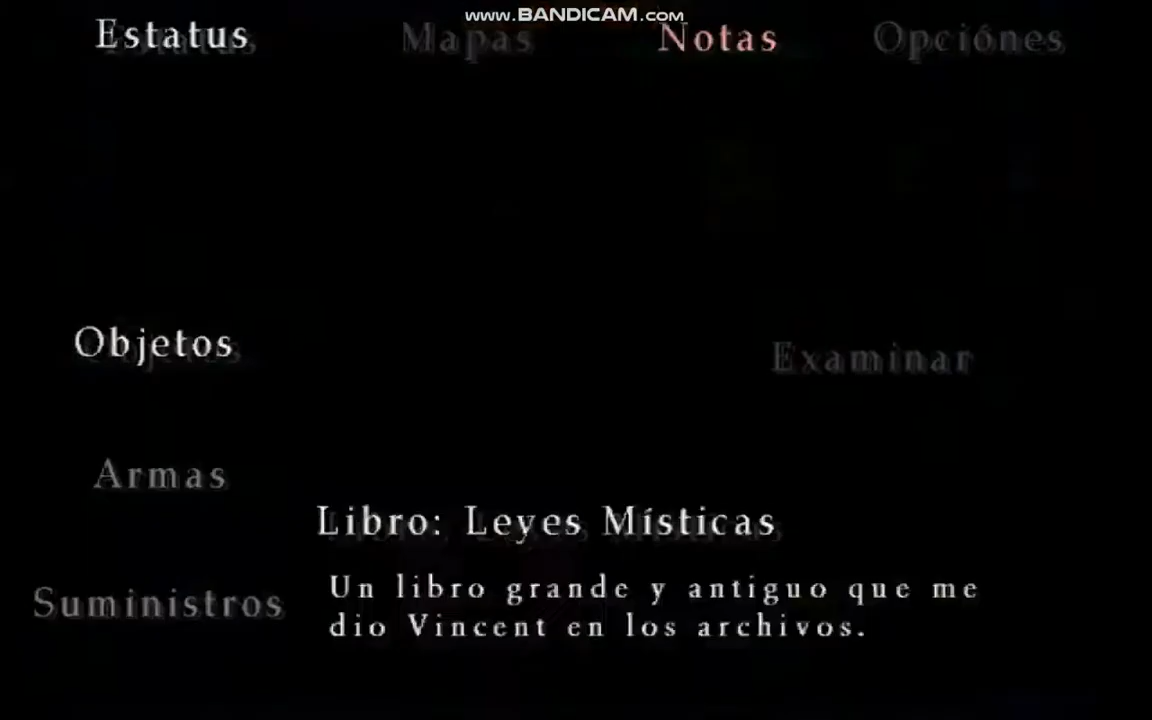 www.BANDICAM.com
Estatus Mapas Notas Opciónes
Objetos
Examinar
Armas
Libro: Leyes Místicas
Un libro grande y antiguo que me
Suministros
dio Vincent en los archivos.